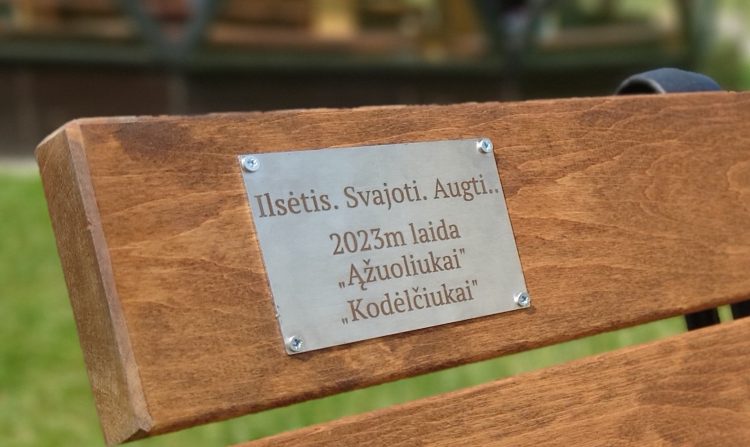 Ilsėtis. Svajoti. Augti..
2023m laida
„Ąžuoliukai"
„Kodėlčiukai"